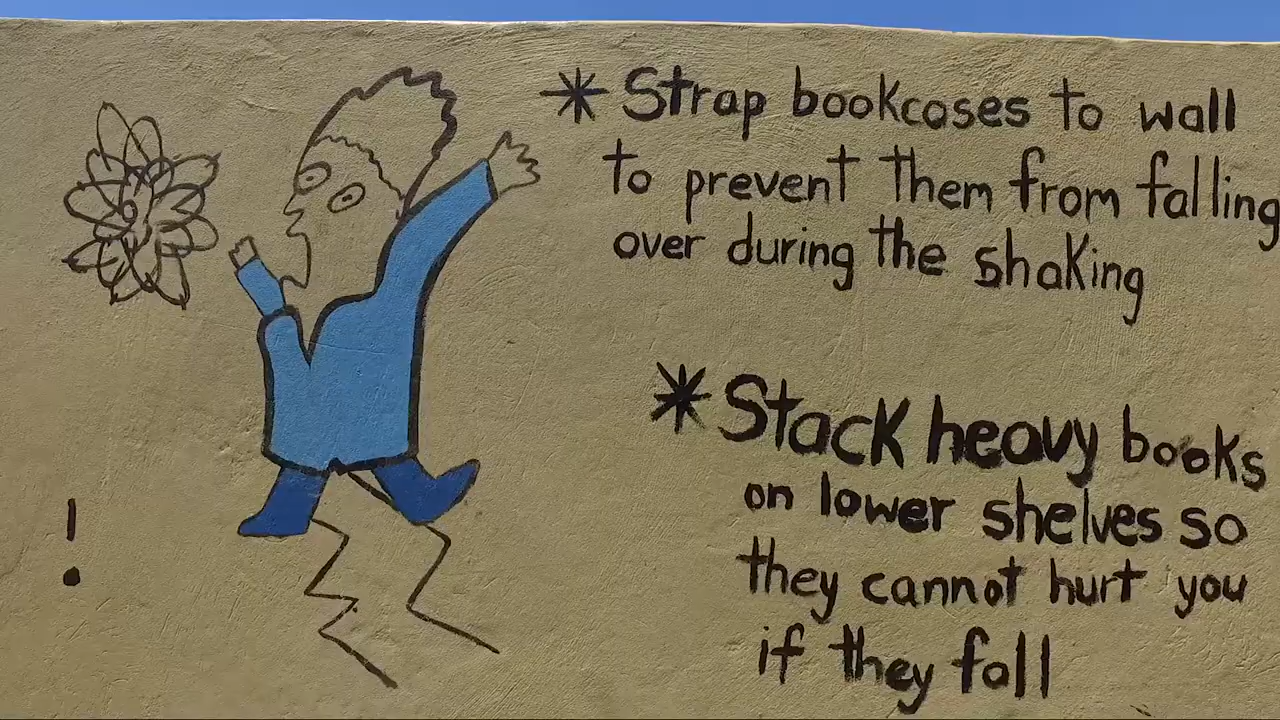 * Strap bookcases to wall
to prevent them from falling
over during the shaking
* Stack heavy books
on lower shelves so
they cannot hurt you
if they fall
!